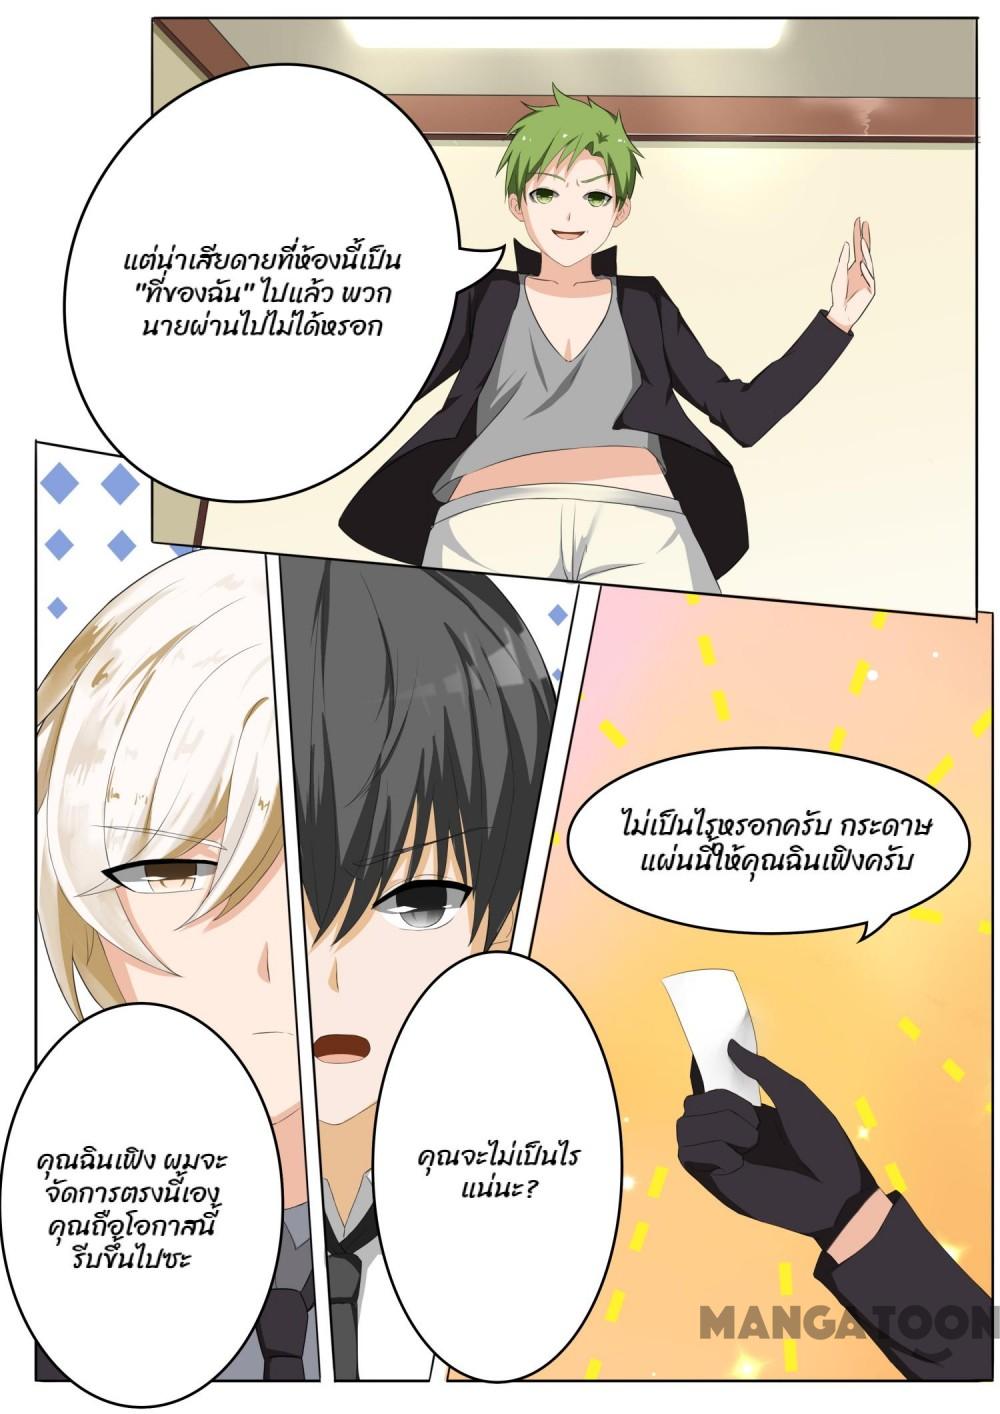 แต่น่าเสียดายที่ห้องนี้เป็น
"ที่ของฉัน" ไปแล้ว พวก
นายผ่านไปไม่ได้หรอก
คุณฉินเฟิง ผมจะ
จัดการตรงนี้เอง
คุณถือโอกาสนี้
รีบขึ้นไปซะ
คุณจะไม่เป็นไร
แน่นะ?
ไม่เป็นไรหรอกครับ กระดาษ
แผ่นนี้ให้คุณฉินเฟิงครับ
MANGATOON